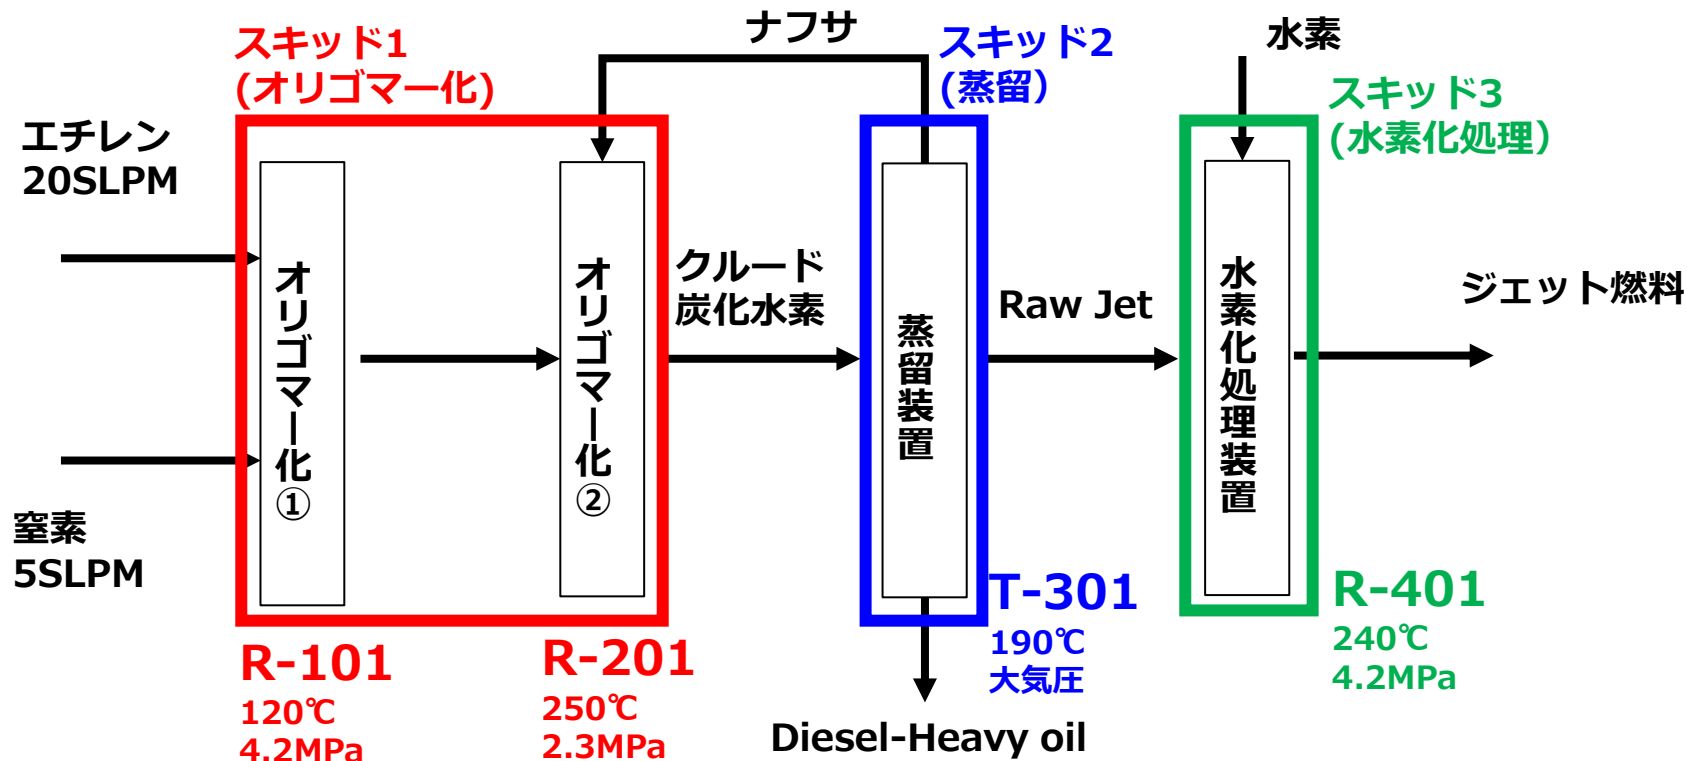 ナフサ
水素
スキッド1
(オリゴマー化)
スキッド2
(蒸留）
スキッド3
(水素化処理）
エチレン
20SLPM
窒素
5SLPM
オリゴマー化①
オリゴマー化②
クルード
炭化水素
蒸留装置
Raw Jet
水素化処理装置
ジェット燃料
R-101
120℃
4.2MPa
R-201
250℃
2.3MPa
T-301
190℃
大気圧
R-401
240℃
4.2MPa
Diesel-Heavy oil